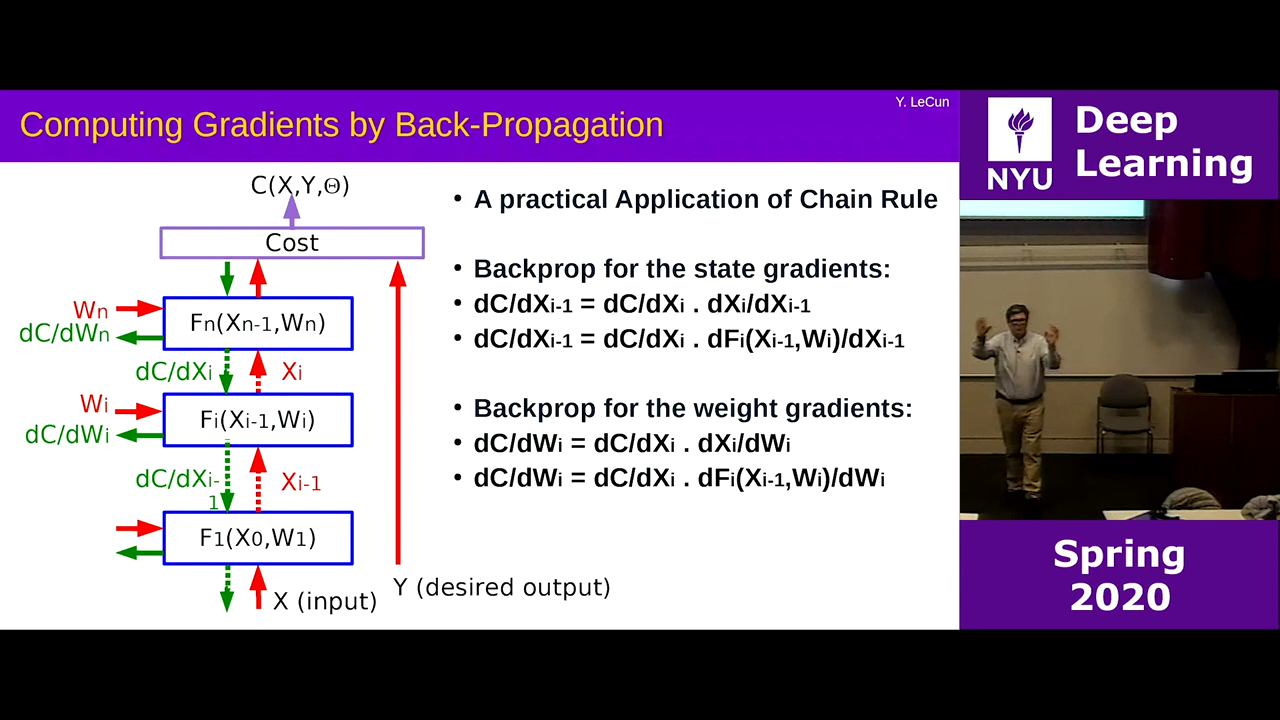 Y. LeCun
Computing Gradients by Back-Propagation
C(X,Y,Θ)
Cost
Wn
dC/dWn
Fn(Xn-1,Wn)
dC/dXi
Xi
Wi
dC/dWi
Fi(Xi-1,Wi)
dC/dXi-
1
Xi-1
F1(X0,W1)
X (input)
Y (desired output)
• A practical Application of Chain Rule
• Backprop for the state gradients:
• dC/dXi-1 = dC/dXi . dXi/dXi-1
• dC/dXi-1 = dC/dXi . dFi(Xi-1,Wi)/dXi-1
• Backprop for the weight gradients:
• dC/dWi = dC/dXi . dXi/dWi
• dC/dWi = dC/dXi . dFi(Xi-1,Wi)/dWi
NYU
Deep
Learning
Spring
2020